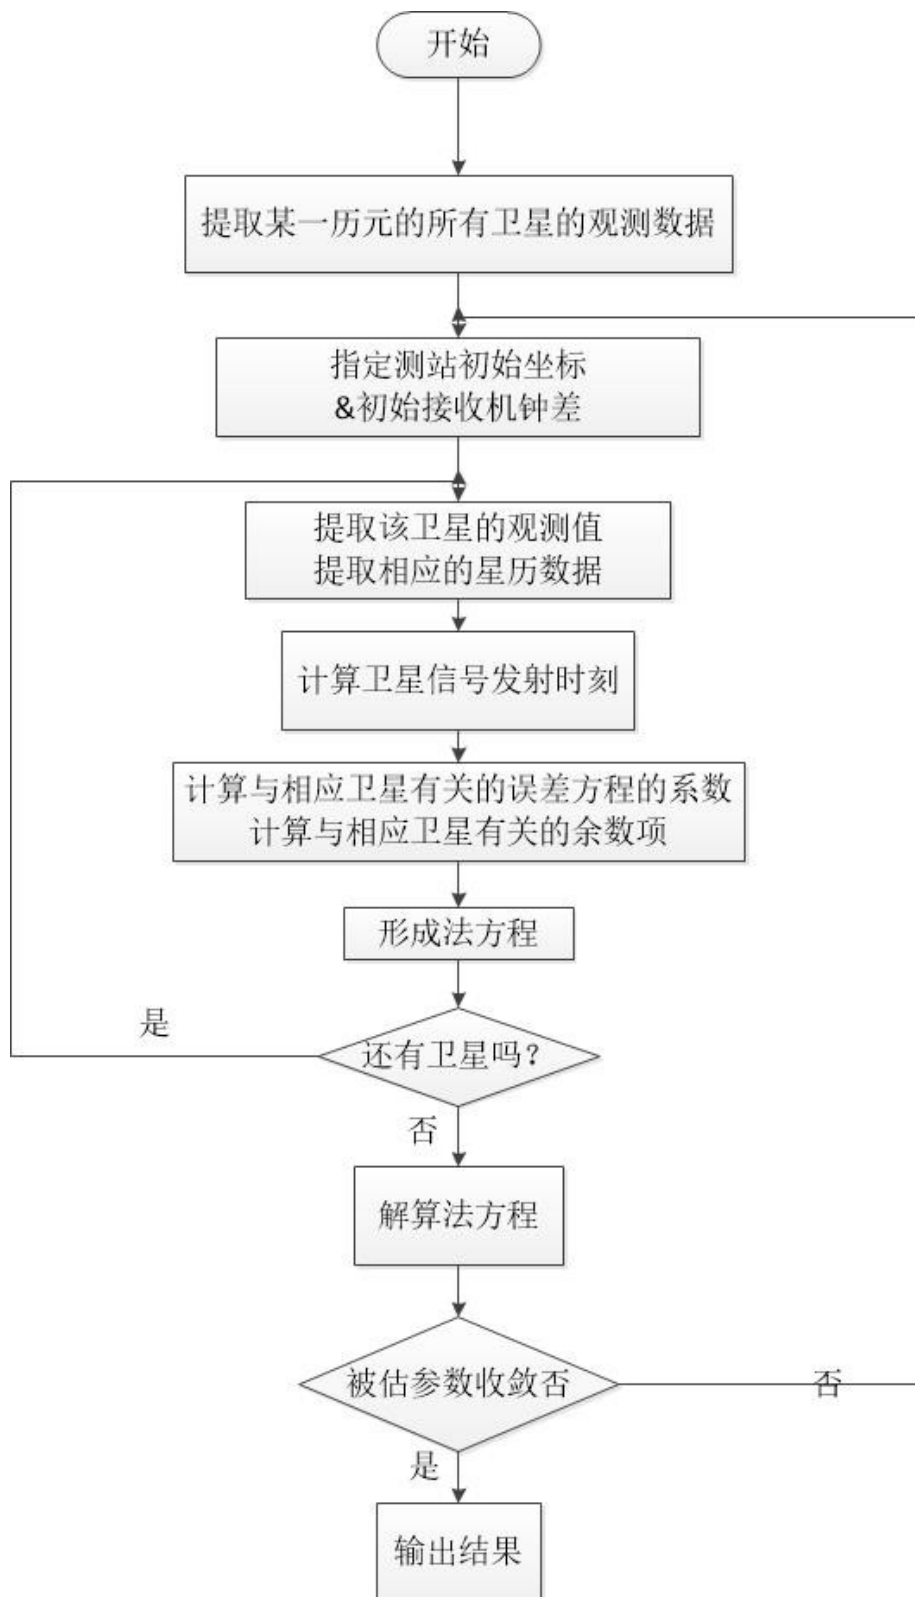 开始
提取某一历元的所有卫星的观测数据
指定测站初始坐标
&初始接收机钟差
提取该卫星的观测值
提取相应的星历数据
计算卫星信号发射时刻
计算与相应卫星有关的误差方程的系数
计算与相应卫星有关的余数项
形成法方程
是
还有卫星吗?
否
解算法方程
被估参数收敛否
否
是
输出结果